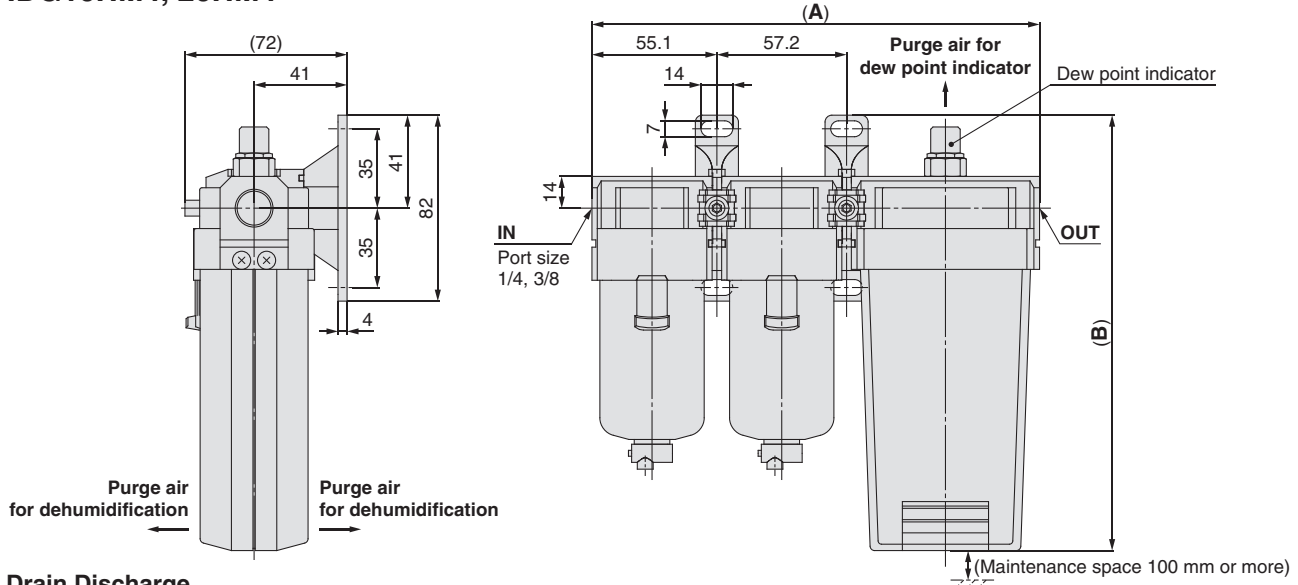 (72)
41
35
41
82
35
4
Purge air
for dehumidification
Purge air
for dehumidification
(A)
55.1
57.2
14
7
14
Purge air for
dew point indicator
Dew point indicator
IN
Port size
1/4, 3/8
OUT
(B)
(Maintenance space 100 mm or more)
Drain Discharge